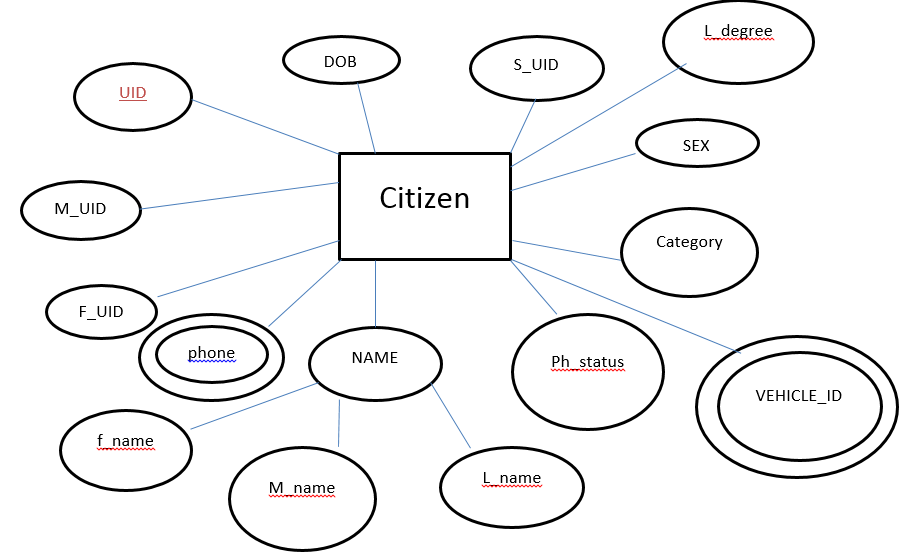 L_degree
DOB
S_UID
UID
SEX
Citizen
M_UID
Category
F_UID
phone
NAME
Ph_status
VEHICLE_ID
f_name
M_name
L_name